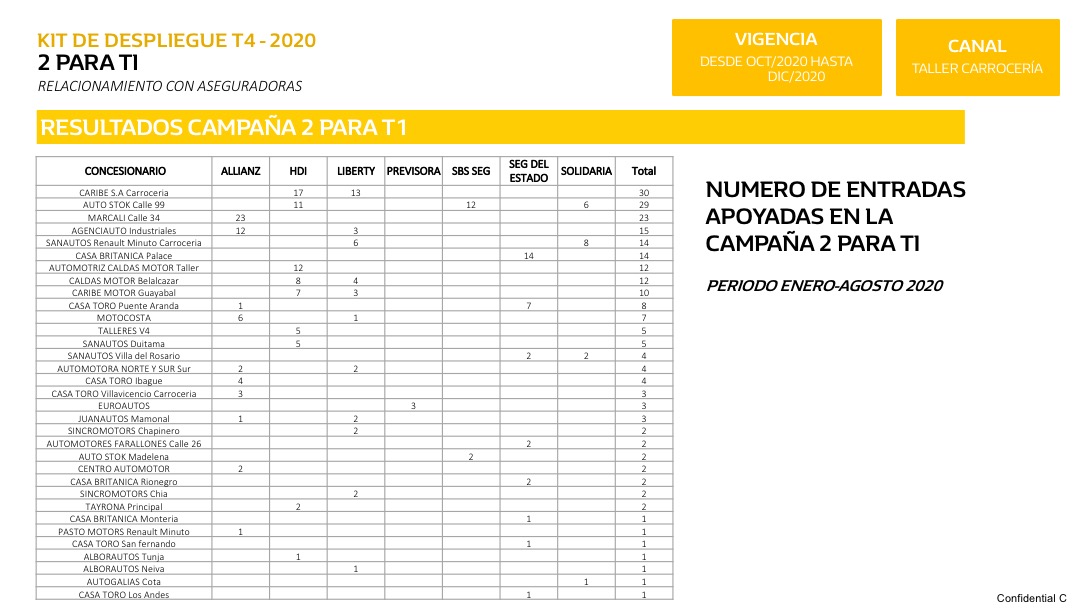 KIT DE DESPLIEGUE T4 - 2020
2 PARA T1
RELACIONAMIENTO CON ASEGURADORAS
VIGENCIA
DESDE OCT/2020 HASTA
DIC/2020
CANAL
TALLER CARROCERÍA
RESULTADOS CAMPAÑA 2 PARA T1
CONCESIONARIO ALLIANZ HDI LIBERTY PREVISORA SBS SEG SEG DEL ESTADO SOLIDARIA Total
CARIBE S.A Carroceria 17 13 30
AUTO STOK Calle 99 11 12 6 29
MARCALI Calle 34 23 23
AGENCIAUTO Industriales 12 3 15
SANAUTOS Renault Minuto Carroceria 6 8 14
CASA BRITANICA Palace 14 14
AUTOMOTRIZ CALDAS MOTOR Taller 12 12
CALDAS MOTOR Belalcazar 8 4 12
CARIBE MOTOR Guayabal 7 3 10
CASA TORO Puente Aranda 1 7 8
MOTOCOSTA 6 1 7
TALLERES V4 5 5
SANAUTOS Duitama 5 5
SANAUTOS Villa del Rosario 2 2 4
AUTOMOTORA NORTE Y SUR Sur 2 2 4
CASA TORO Ibague 4 4
CASA TORO Villavicencio Carroceria 3 3
EUROAUTOS 3 3
JUANAUTOS Mamonal 1 2 3
SINCROMOTORS Chapinero 2 2
AUTOMOTORES FARALLONES Calle 26 2 2
AUTO STOK Madelena 2 2
CENTRO AUTOMOTOR 2 2
CASA BRITANICA Rionegro 2 2
SINCROMOTORS Chia 2 2
TAYRONA Principal 2 2
CASA BRITANICA Monteria 1 1
PASTO MOTORS Renault Minuto 1 1
CASA TORO San fernando 1 1
ALBORAUTOS Tunja 1 1
ALBORAUTOS Neiva 1 1
AUTOGALIAS Cota 1 1
CASA TORO Los Andes 1 1
NUMERO DE ENTRADAS
APOYADAS EN LA
CAMPAÑA 2 PARA T1
PERIODO ENERO-AGOSTO 2020
Confidential C